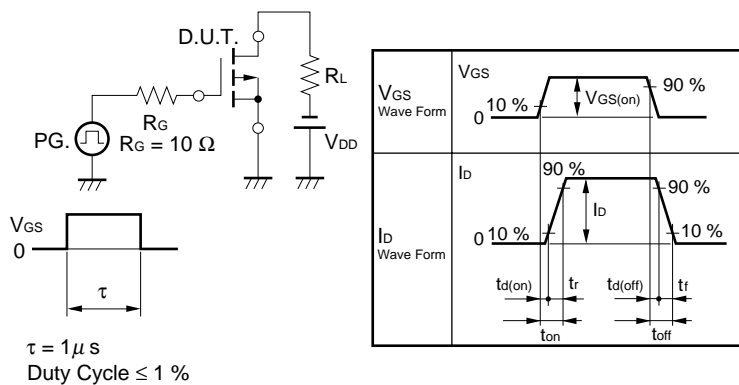 D.U.T.
RL
RG
PG.
RG = 10 Ω
VDD
VGS
0
τ
τ = 1μ s
Duty Cycle ≤ 1 %
VGS
Wave Form
VGS
10 %
0
VGS(on)
90 %
ID
Wave Form
ID
90 %
90 %
ID
0
10 %
10 %
td(on)
tr
td(off)
tf
ton
toff